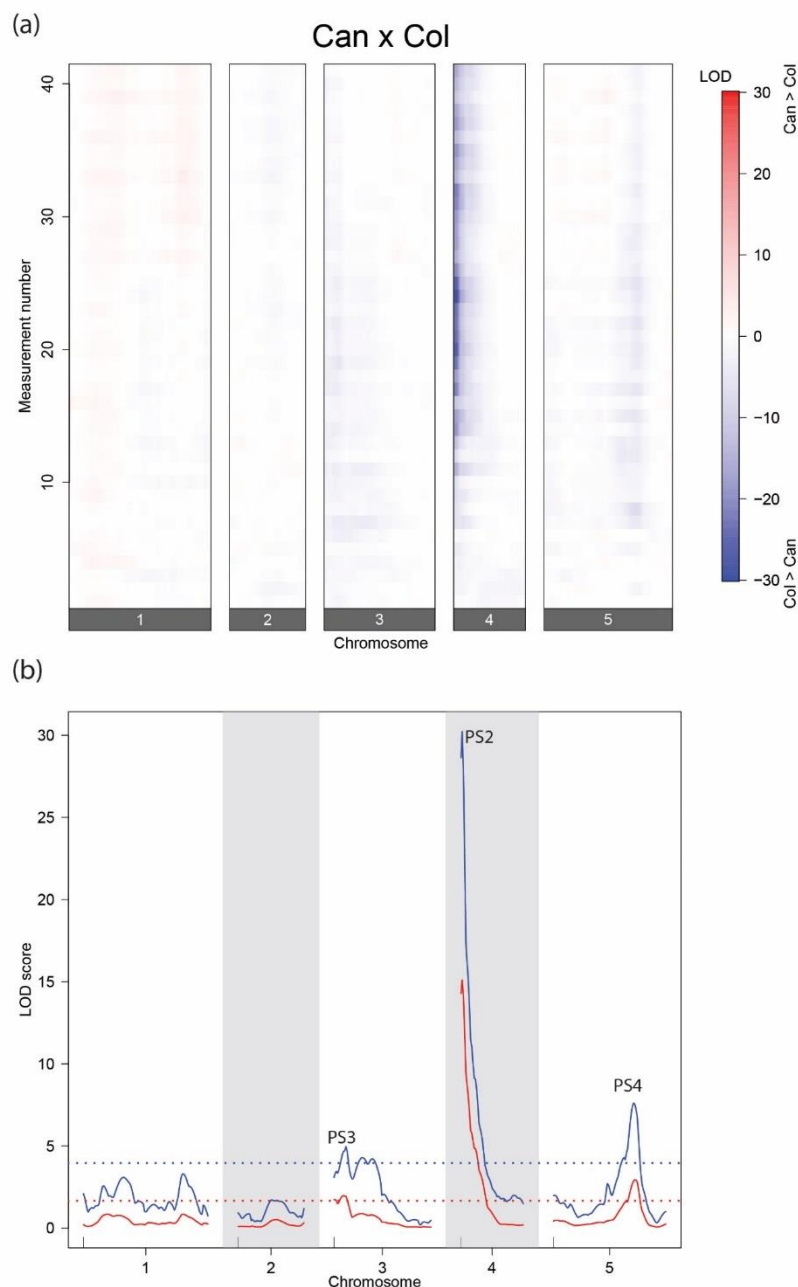 (a)
Can x Col
LOD
40
30
20
10
Measurement number
30
20
10
0
−10
−20
−30
Can > Col
Col > Can
1 2 3 4 5
Chromosome
(b)
30
25
20
15
10
5
0
LOD score
PS2
PS3
PS4
1 2 3 4 5
Chromosome